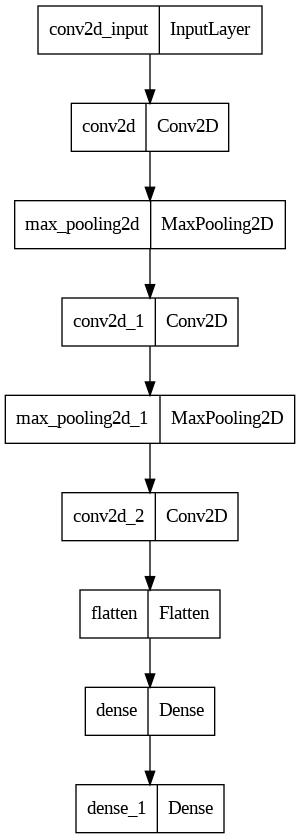 conv2d_input InputLayer
conv2d Conv2D
max_pooling2d MaxPooling2D
conv2d_1 Conv2D
max_pooling2d_1 MaxPooling2D
conv2d_2 Conv2D
flatten Flatten
dense Dense
dense_1 Dense